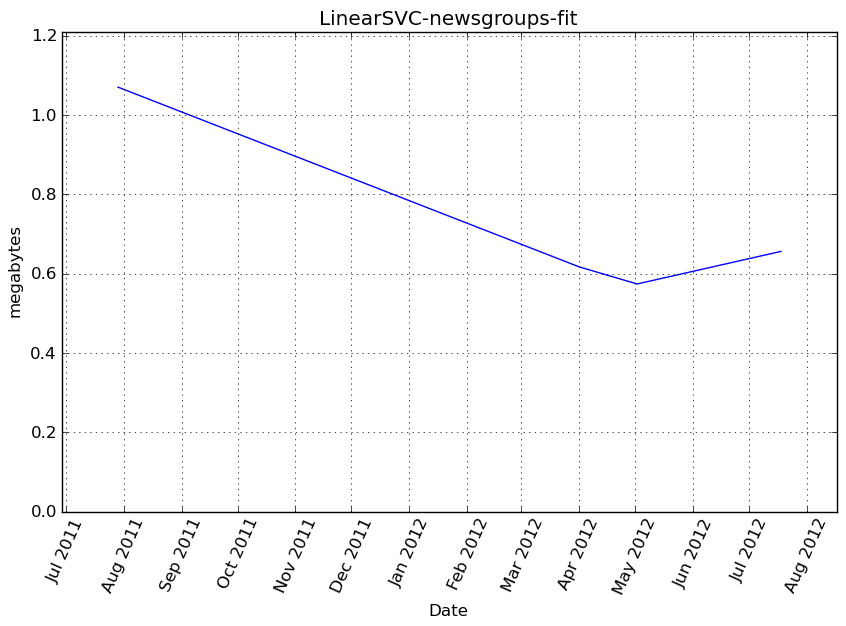 LinearSVC-newsgroups-fit
1.2
1.0
0.8
0.6
0.4
0.2
0.0
megabytes
Jul 2011
Aug 2011
Sep 2011
Oct 2011
Nov 2011
Dec 2011
Jan 2012
Feb 2012
Mar 2012
Apr 2012
May 2012
Jun 2012
Jul 2012
Aug 2012
Date